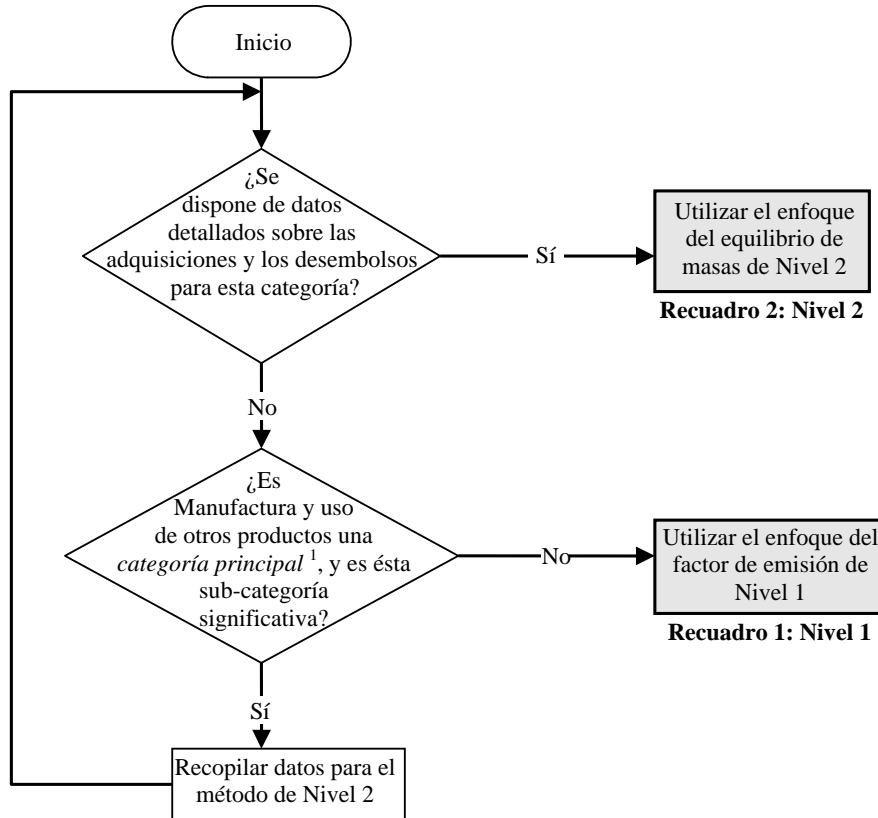 Inicio
¿Se
dispone de datos
detallados sobre las
adquisiciones y los desembolsos
para esta categoría?
Sí
Utilizar el enfoque
del equilibrio de
masas de Nivel 2
Recuadro 2: Nivel 2
No
¿Es
Manufactura y uso
de otros productos una
categoría principal ¹, y es ésta
sub-categoría
significativa?
No
Utilizar el enfoque del
factor de emisión de
Nivel 1
Recuadro 1: Nivel 1
Sí
Recopilar datos para el
método de Nivel 2